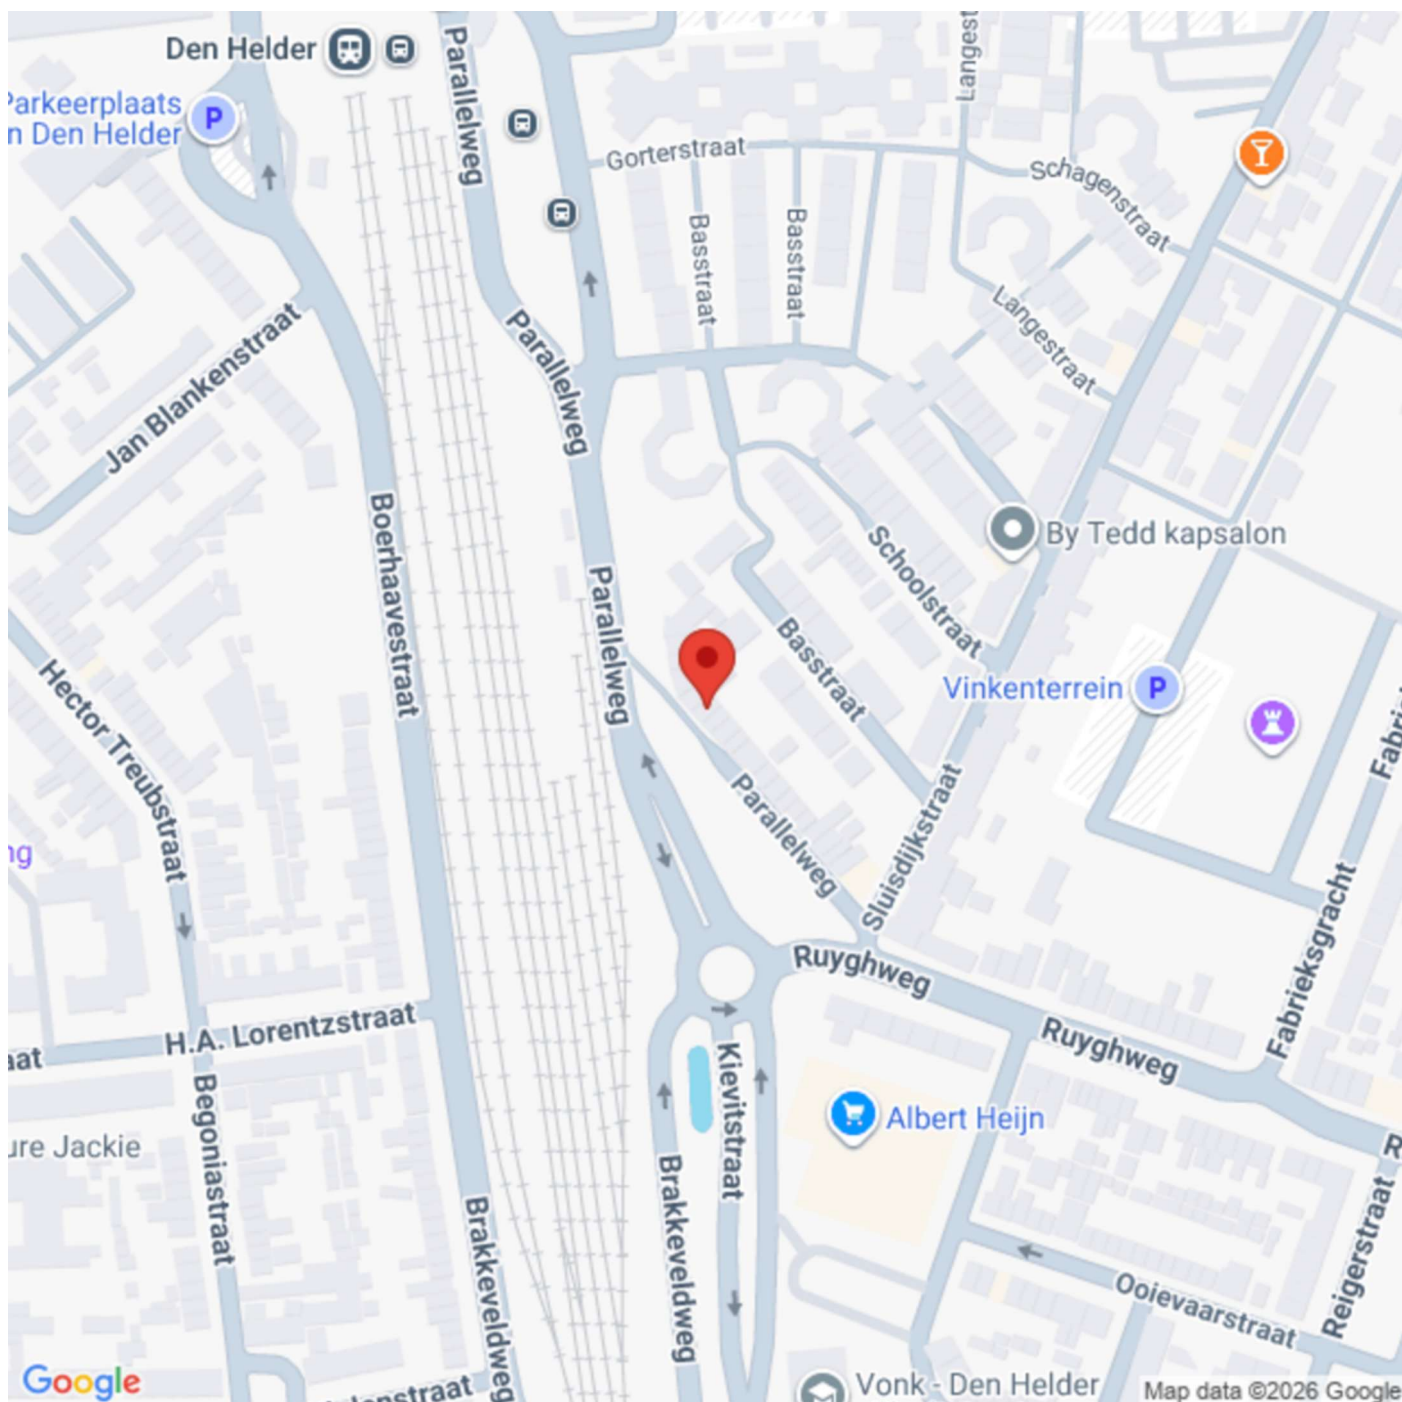 Den Helder
Parallelweg
Langest
Parkeerplaats
n Den Helder
P
Gorterstraat
Schagenstraat
Basstraat
Basstraat
Langestraat
Jan Blankenstraat
Parallelweg
Boerhaavestraat
By Tedd kapsalon
Schoolstraat
Parallelweg
Basstraat
Hector Treubstraat
Vinkenterrein
P
Fabrie
Parallelweg
Sluisdijkstraat
ng
Fabrieksgracht
Ruyghweg
H.A. Lorentzstraat
aat
Ruyghweg
Kievitstraat
Albert Heijn
Begoniastraat
ure Jackie
R
Brakkeveldweg
Brakkeveldweg
Reigerstraat
Ooievaarstraat
Vonk - Den Helder
Google
Map data ©2026 Google